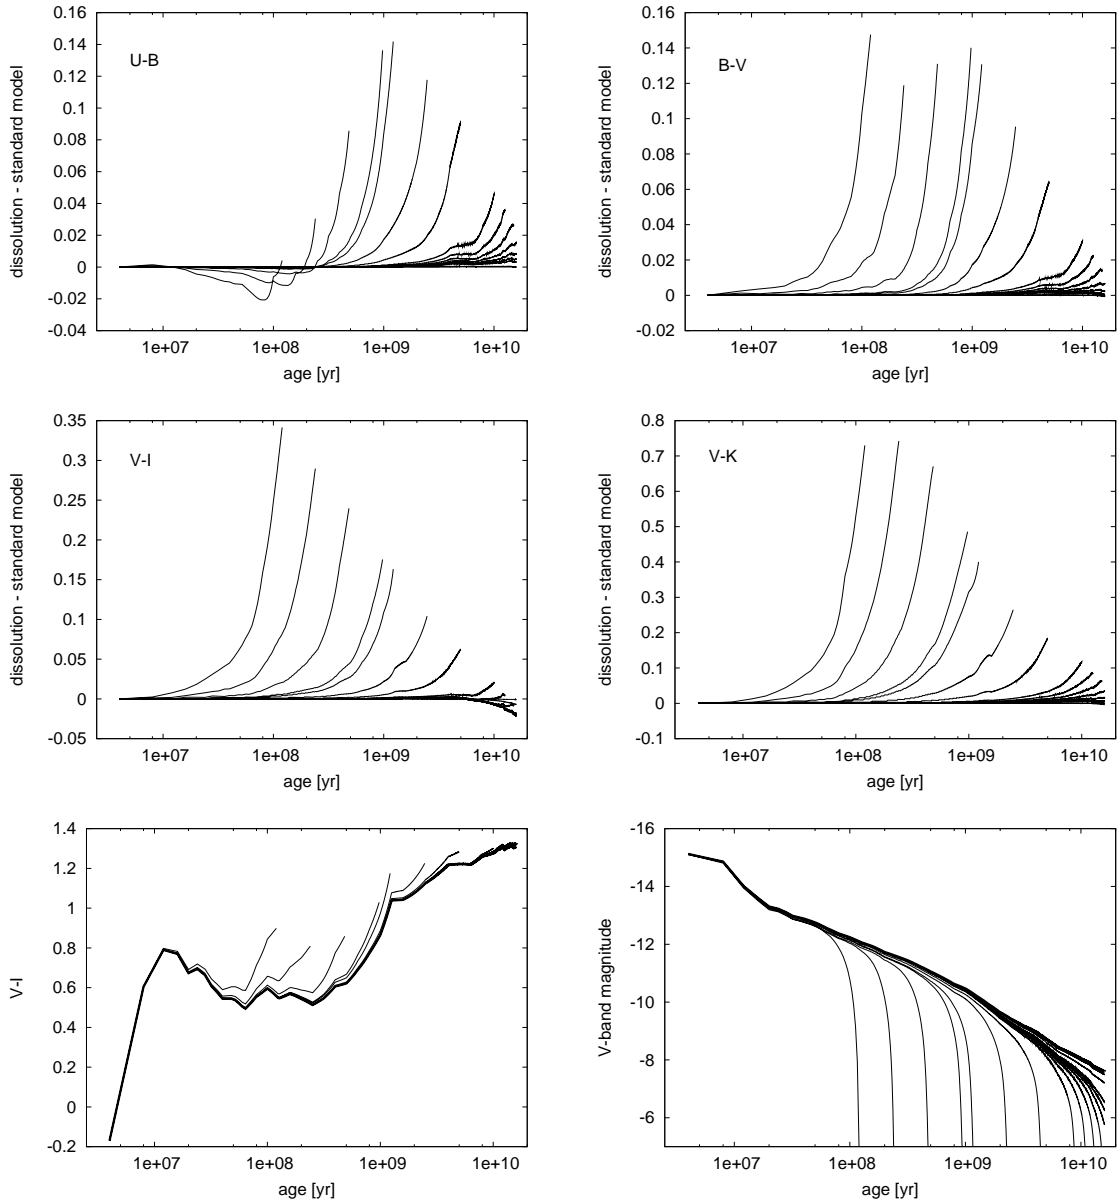 0.16
0.14
0.12
0.1
0.08
0.06
0.04
0.02
0
-0.02
-0.04
U-B
dissolution - standard model
1e+07 1e+08 1e+09 1e+10
age [yr]
0.16
0.14
0.12
0.1
0.08
0.06
0.04
0.02
0
-0.02
B-V
dissolution - standard model
1e+07 1e+08 1e+09 1e+10
age [yr]
0.35
0.3
0.25
0.2
0.15
0.1
0.05
0
-0.05
V-I
dissolution - standard model
1e+07 1e+08 1e+09 1e+10
age [yr]
0.8
0.7
0.6
0.5
0.4
0.3
0.2
0.1
0
-0.1
V-K
dissolution - standard model
1e+07 1e+08 1e+09 1e+10
age [yr]
1.4
1.2
1
0.8
0.6
0.4
0.2
0
-0.2
V-I
1e+07 1e+08 1e+09 1e+10
age [yr]
-16
-14
-12
-10
-8
-6
V-band magnitude
1e+07 1e+08 1e+09 1e+10
age [yr]